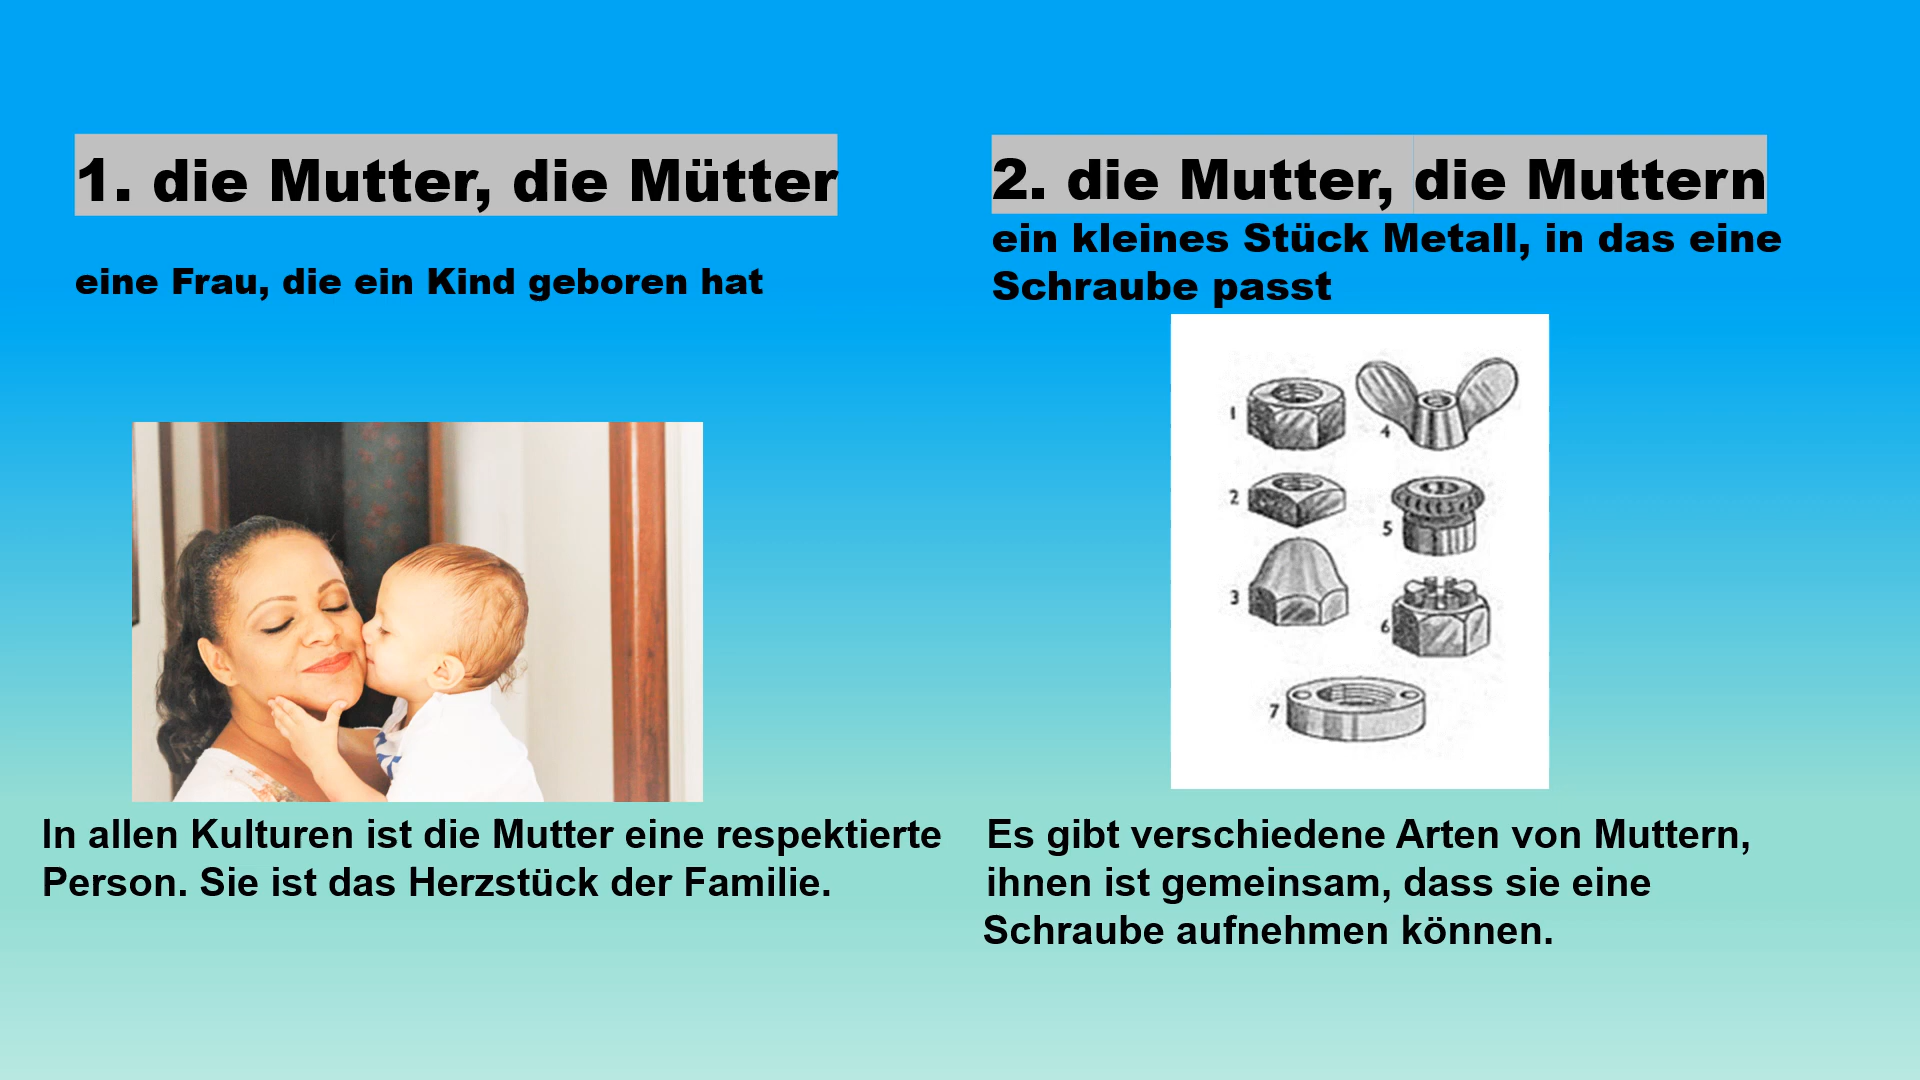 1. die Mutter, die Mütter
eine Frau, die ein Kind geboren hat
In allen Kulturen ist die Mutter eine respektierte
Person. Sie ist das Herzstück der Familie.
2. die Mutter, die Muttern
ein kleines Stück Metall, in das eine
Schraube passt
1
4
2
5
3
6
7
Es gibt verschiedene Arten von Muttern,
ihnen ist gemeinsam, dass sie eine
Schraube aufnehmen können.